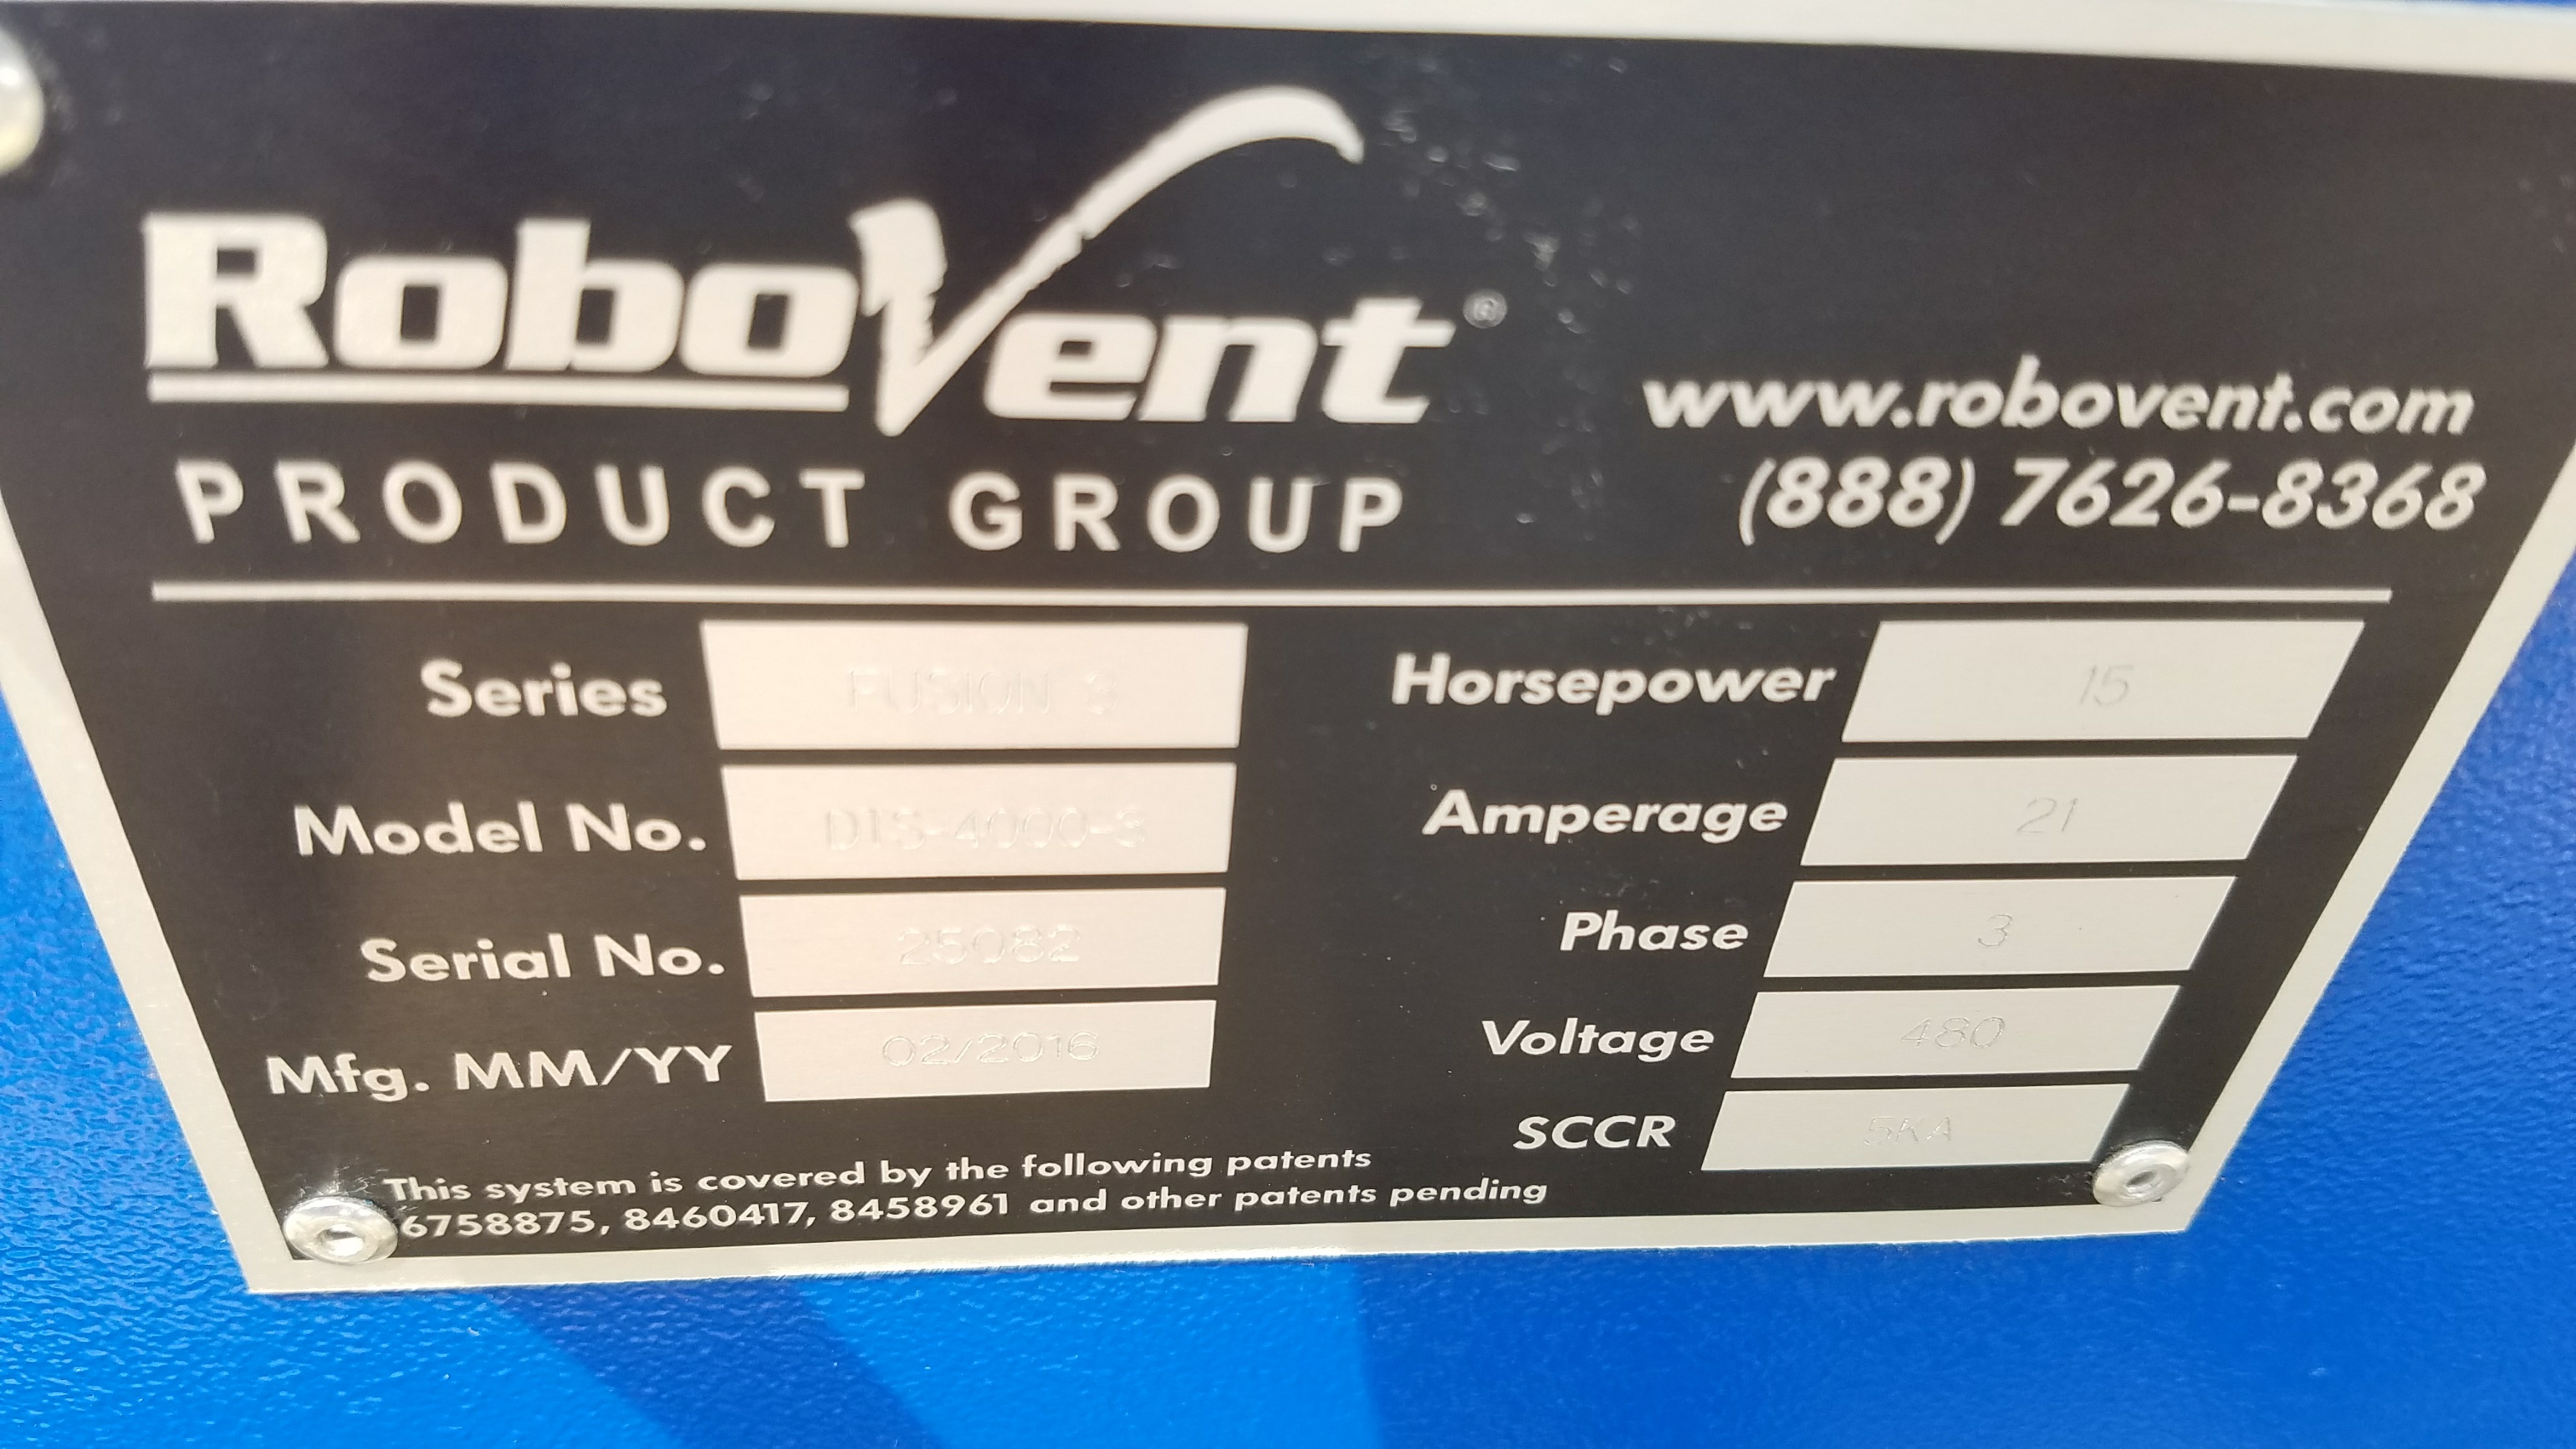 RoboVent®
PRODUCT GROUP
www.robovent.com
(888) 7626-8368
Series FUSION 3
Model No. DTS-4000-3
Serial No. 25082
Mfg. MM/YY 02/2016
Horsepower 15
Amperage 21
Phase 3
Voltage 480
SCCR 5KA
This system is covered by the following patents
6758875, 8460417, 8458961 and other patents pending